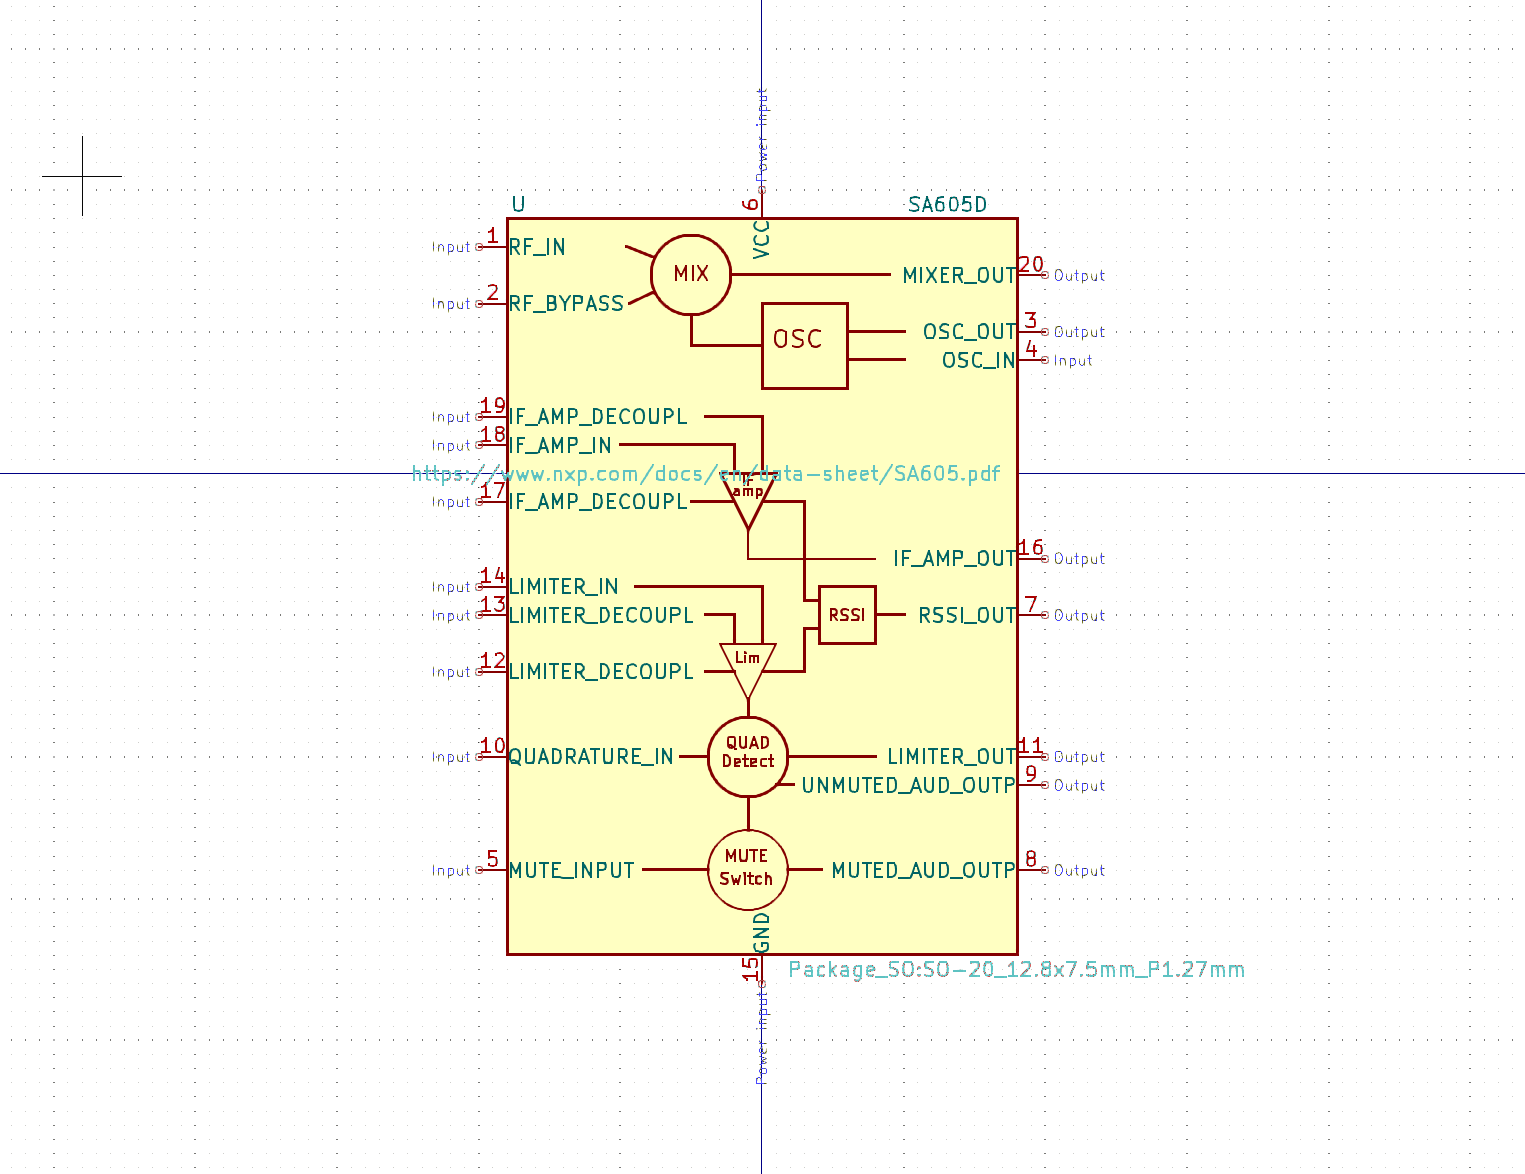 Power input
6
U
SA605D
VCC
Input 1 RF_IN
MIX
20
MIXER_OUT Output
Input 2 RF_BYPASS
OSC
OSC_OUT 3 Output
OSC_IN 4 Input
Input 19 IF_AMP_DECOUPL
Input 18 IF_AMP_IN
https://www.nxp.com/docs/en/data-sheet/SA605.pdf
IF
amp
Input 17 IF_AMP_DECOUPL
IF_AMP_OUT 16 Output
Input 14 LIMITER_IN
Input 13 LIMITER_DECOUPL
RSSI
RSSI_OUT 7 Output
Lim
Input 12 LIMITER_DECOUPL
QUAD
Detect
Input 10 QUADRATURE_IN
LIMITER_OUT 11 Output
UNMUTED_AUD_OUTP 9 Output
MUTE
Switch
Input 5 MUTE_INPUT
MUTED_AUD_OUTP 8 Output
GND
15
Package_SO:SO-20_12.8x7.5mm_P1.27mm
Power input